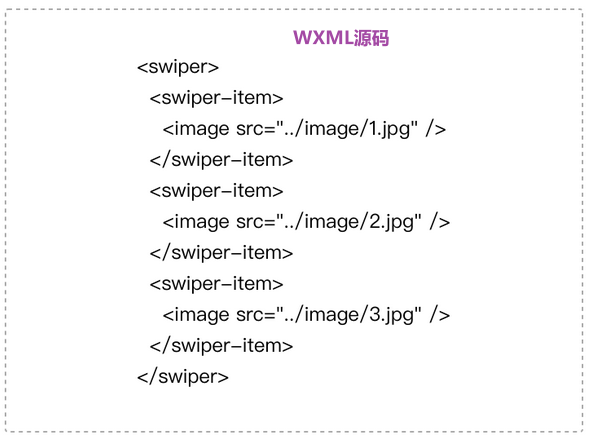 WXML源码
<swiper>
  <swiper-item>
    <image src="../image/1.jpg" />
  </swiper-item>
  <swiper-item>
    <image src="../image/2.jpg" />
  </swiper-item>
  <swiper-item>
    <image src="../image/3.jpg" />
  </swiper-item>
</swiper>